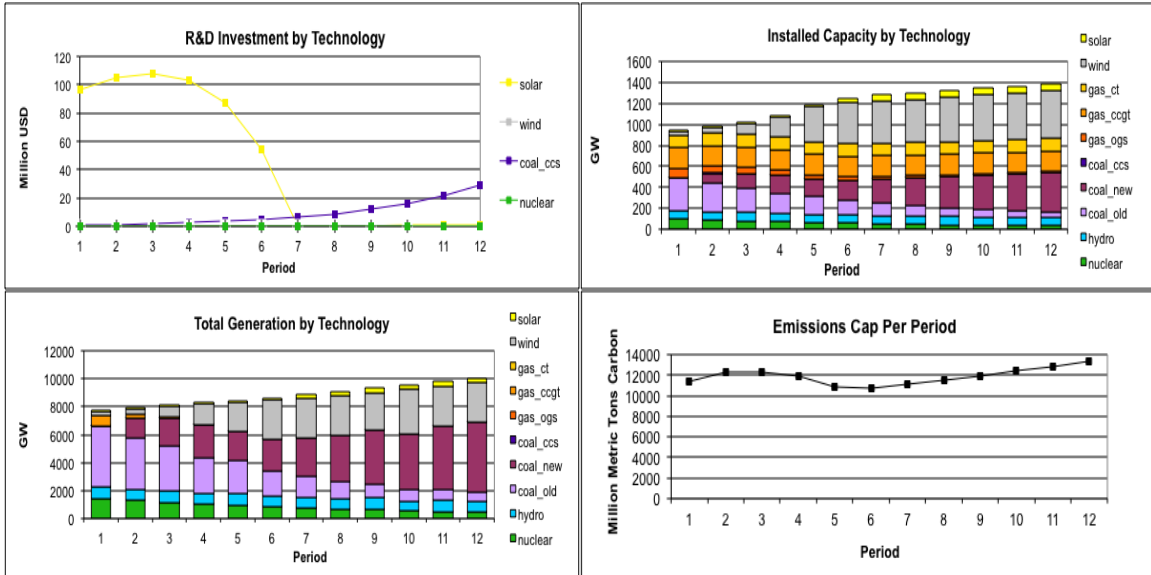 R&D Investment by Technology
120
100
80
60
40
20
0
Million USD
1 2 3 4 5 6 7 8 9 10 11 12
Period
solar
wind
coal_ccs
nuclear
Installed Capacity by Technology
1600
1400
1200
1000
800
600
400
200
0
GW
1 2 3 4 5 6 7 8 9 10 11 12
Period
solar
wind
gas_ct
gas_ccgt
gas_ogs
coal_ccs
coal_new
coal_old
hydro
nuclear
Total Generation by Technology
12000
10000
8000
6000
4000
2000
0
GW
1 2 3 4 5 6 7 8 9 10 11 12
Period
solar
wind
gas_ct
gas_ccgt
gas_ogs
coal_ccs
coal_new
coal_old
hydro
nuclear
Emissions Cap Per Period
14000
12000
10000
8000
6000
4000
2000
0
Million Metric Tons Carbon
1 2 3 4 5 6 7 8 9 10 11 12
Period